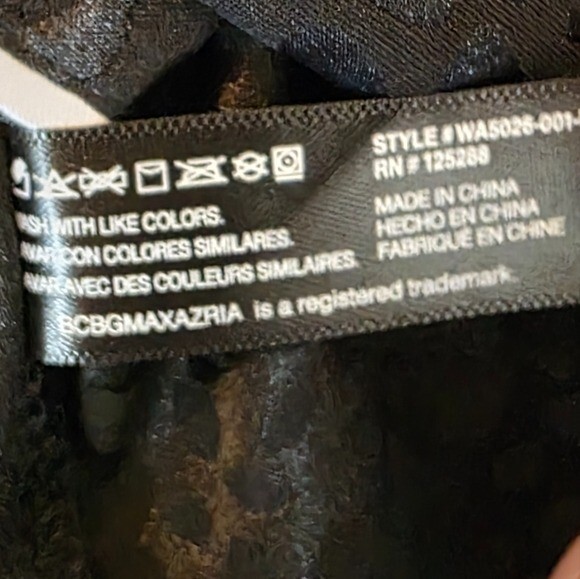 STYLE # WA5026-001-
RN # 125288
MADE IN CHINA
HECHO EN CHINA
FABRIQUÉ EN CHINE
WITH LIKE COLORS.
CON COLORES SIMILARES.
AVEC DES COULEURS SIMILAIRES.
BCBGMAXAZRIA is a registered trademark.